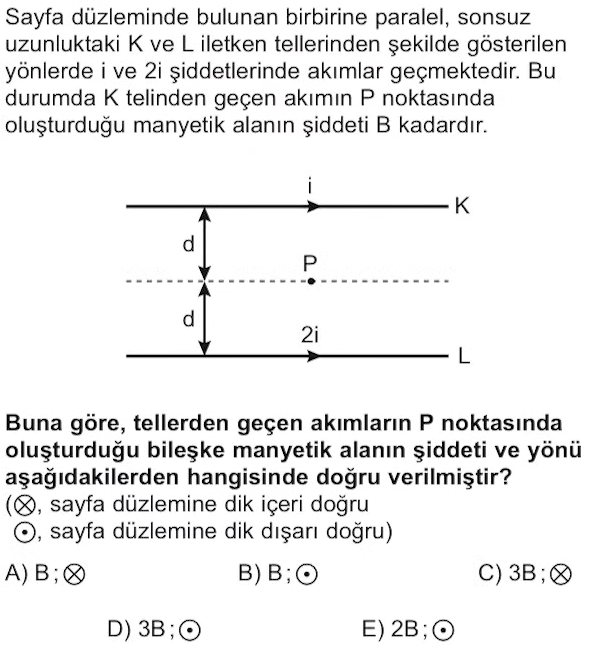 Sayfa düzleminde bulunan birbirine paralel, sonsuz
uzunluktaki K ve L iletken tellerinden şekilde gösterilen
yönlerde i ve 2i şiddetlerinde akımlar geçmektedir. Bu
durumda K telinden geçen akımın P noktasında
oluşturduğu manyetik alanın şiddeti B kadardır.
i
K
d
P
d
2i
L
Buna göre, tellerden geçen akımların P noktasında
oluşturduğu bileşke manyetik alanın şiddeti ve yönü
aşağıdakilerden hangisinde doğru verilmiştir?
(⊗, sayfa düzlemine dik içeri doğru
⊙, sayfa düzlemine dik dışarı doğru)
A) B ; ⊗ B) B ; ⊙ C) 3B ; ⊗
D) 3B ; ⊙ E) 2B ; ⊙